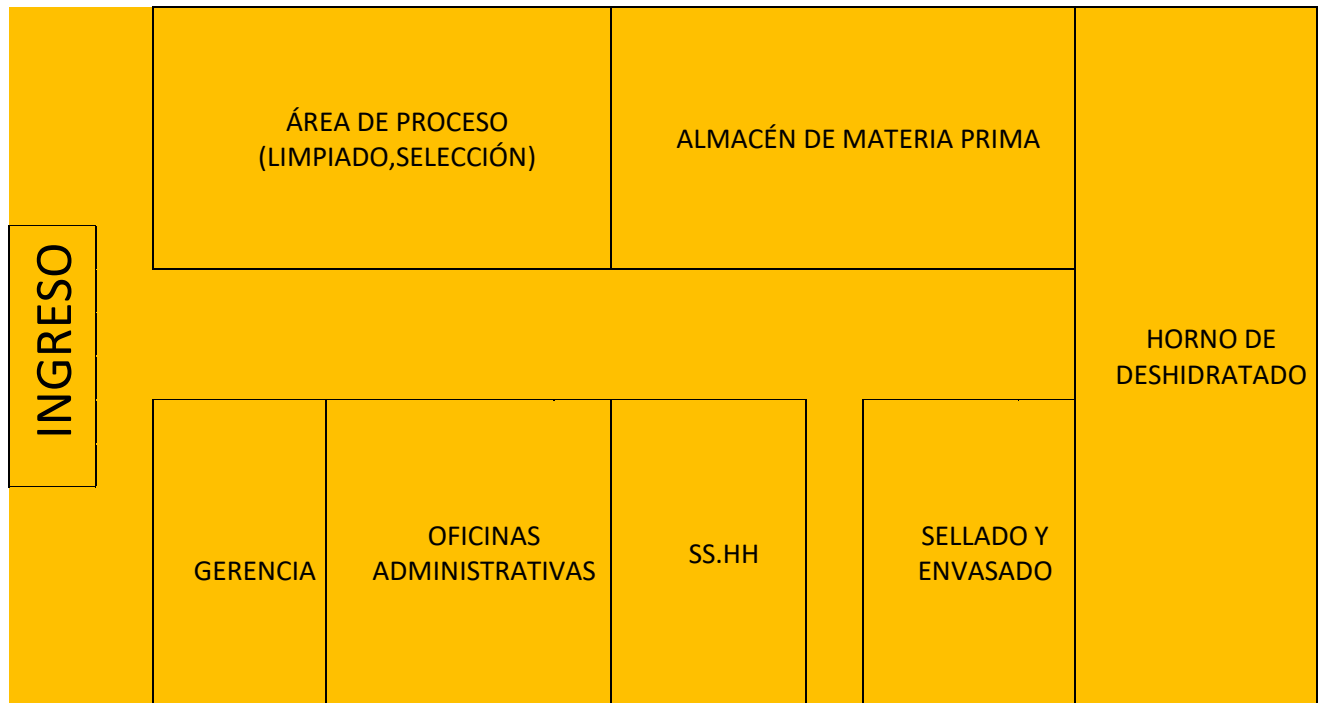 ÁREA DE PROCESO
(LIMPIADO,SELECCIÓN)
ALMACÉN DE MATERIA PRIMA
INGRESO
HORNO DE
DESHIDRATADO
GERENCIA
OFICINAS
ADMINISTRATIVAS
SS.HH
SELLADO Y
ENVASADO